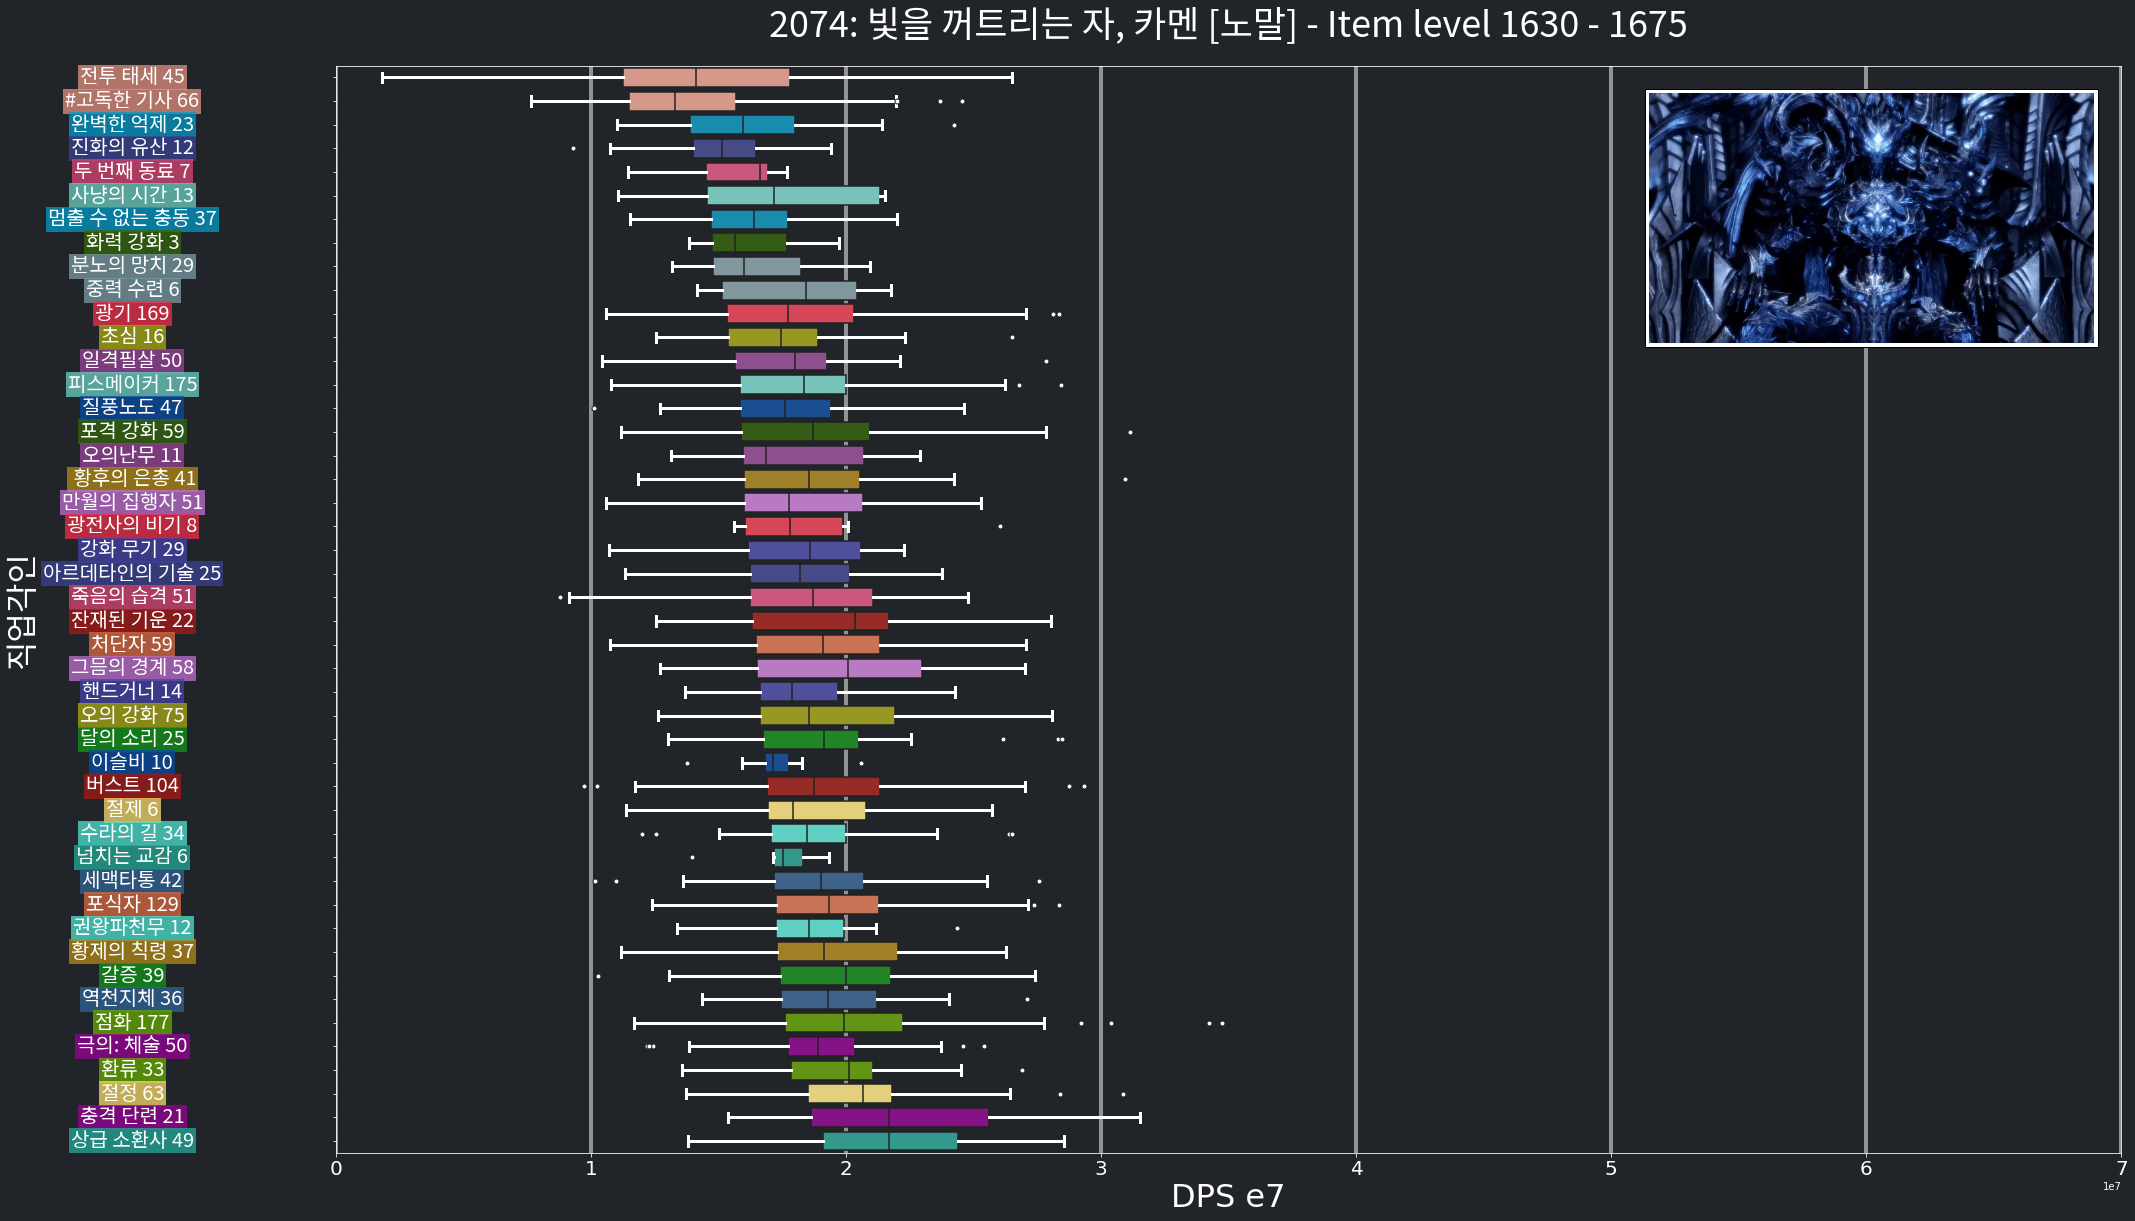 2074: 빛을 꺼트리는 자, 카멘 [노말] - Item level 1630 - 1675
직업각인
전투 태세 45
#고독한 기사 66
완벽한 억제 23
진화의 유산 12
두 번째 동료 7
사냥의 시간 13
멈출 수 없는 충동 37
화력 강화 3
분노의 망치 29
중력 수련 6
광기 169
초심 16
일격필살 50
피스메이커 175
질풍노도 47
포격 강화 59
오의난무 11
황후의 은총 41
만월의 집행자 51
광전사의 비기 8
강화 무기 29
아르데타인의 기술 25
죽음의 습격 51
잔재된 기운 22
처단자 59
그믐의 경계 58
핸드거너 14
오의 강화 75
달의 소리 25
이슬비 10
버스트 104
절제 6
수라의 길 34
넘치는 교감 6
세맥타통 42
포식자 129
권왕파천무 12
황제의 칙령 37
갈증 39
역천지체 36
점화 177
극의: 체술 50
환류 33
절정 63
충격 단련 21
상급 소환사 49
0 1 2 3 4 5 6 7
1e7
DPS e7